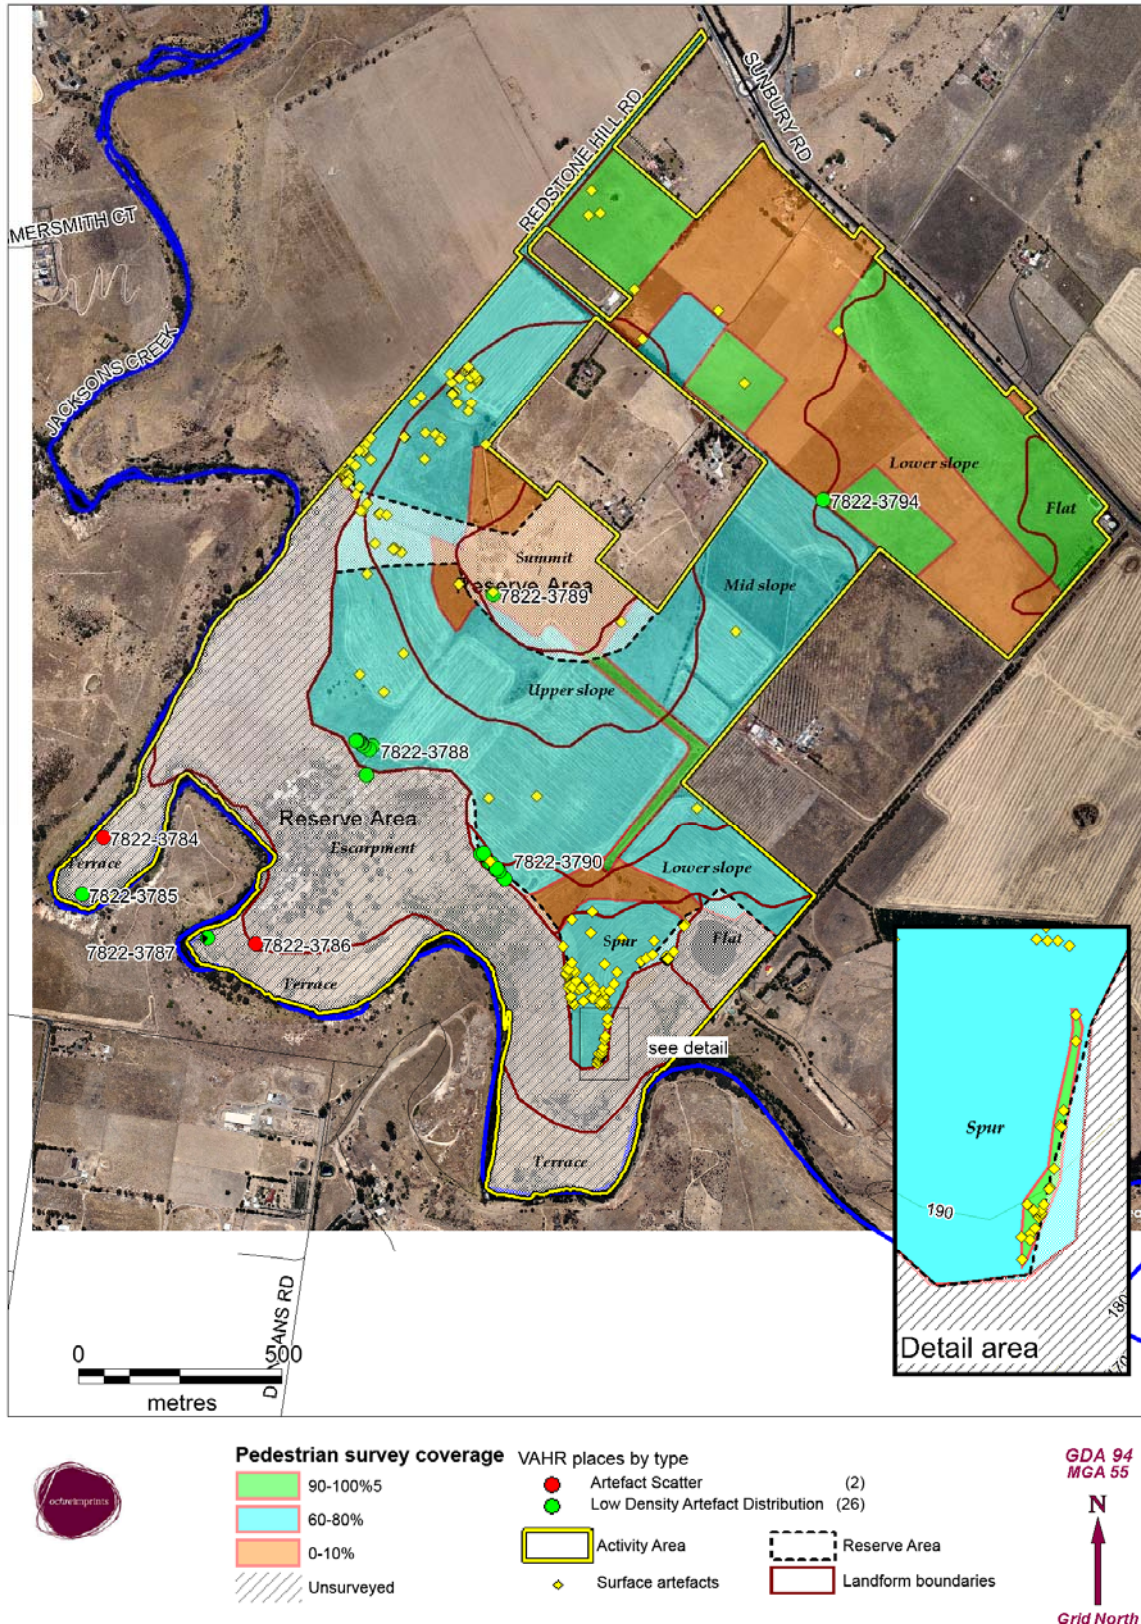 SUNBURY RD
REDSTONE HILL RD
MERSMITH CT
JACKSONS CREEK
Lower slope
Flat
7822-3794
Summit
Reserve Area
7822-3789
Mid slope
Upper slope
7822-3788
Reserve Area
Escarpment
7822-3784
Terrace
7822-3785
7822-3790
Lower slope
7822-3786
7822-3787
Spur
Flat
Terrace
see detail
Terrace
Spur
190
180
170
Detail area
0 500
metres
ANS RD
ochreimprints
Pedestrian survey coverage
90-100%5
60-80%
0-10%
Unsurveyed
VAHR places by type
Artefact Scatter (2)
Low Density Artefact Distribution (26)
Activity Area
Reserve Area
Surface artefacts
Landform boundaries
GDA 94
MGA 55
N
Grid North